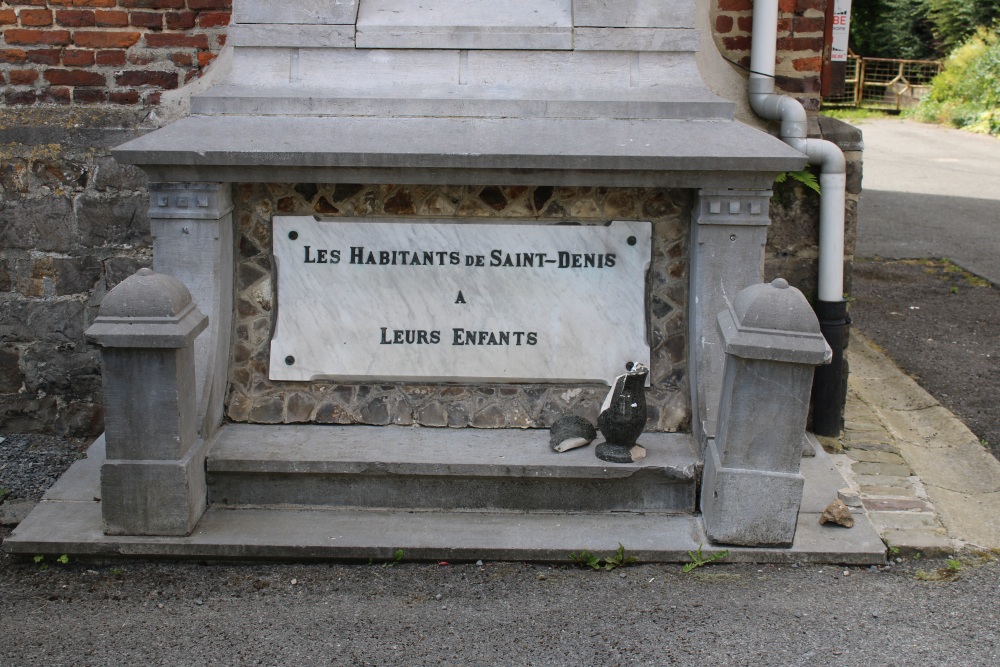 Les Habitants de Saint-Denis
A
Leurs Enfants